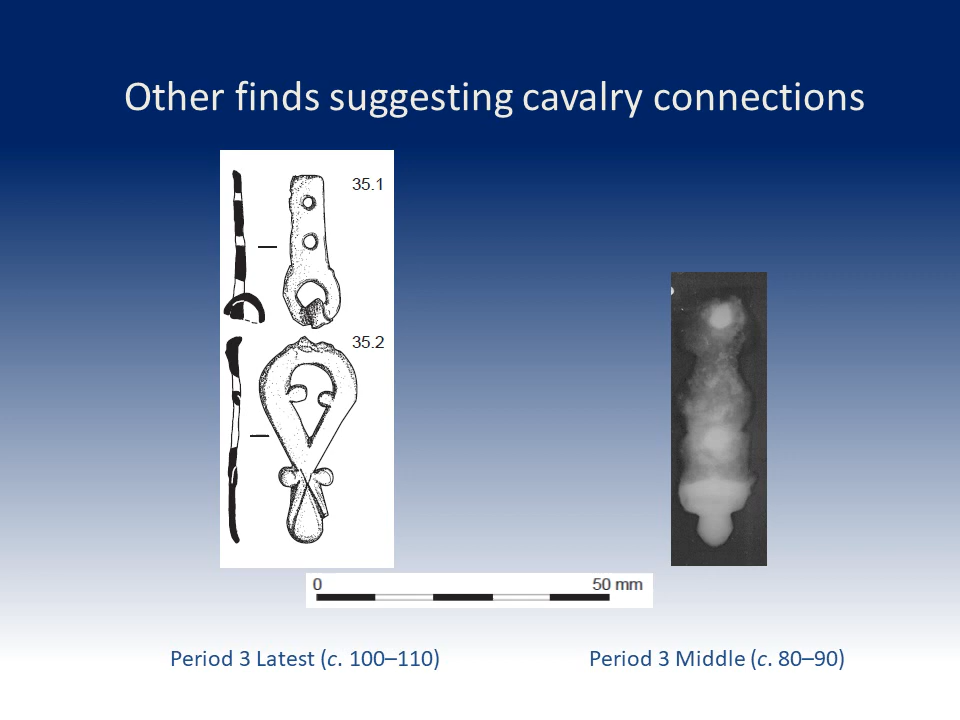 Other finds suggesting cavalry connections
35.1
35.2
0 50 mm
Period 3 Latest (c. 100–110)
Period 3 Middle (c. 80–90)